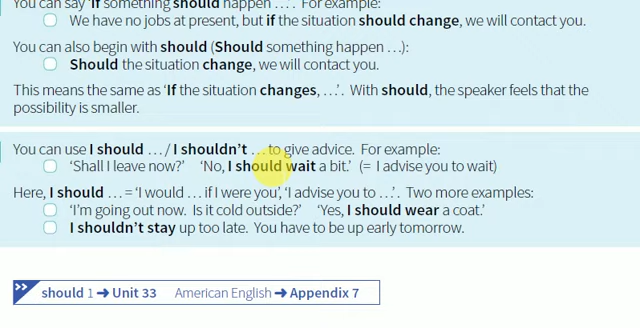 You can say 'If something should happen … .  For example:
We have no jobs at present, but if the situation should change, we will contact you.
You can also begin with should (Should something happen …):
Should the situation change, we will contact you.
This means the same as 'If the situation changes, …'.  With should, the speaker feels that the
possibility is smaller.
You can use I should … / I shouldn't … to give advice.  For example:
'Shall I leave now?'  'No, I should wait a bit.'  (= I advise you to wait)
Here, I should … = 'I would … if I were you', 'I advise you to …'.  Two more examples:
'I'm going out now.  Is it cold outside?'  'Yes, I should wear a coat.'
I shouldn't stay up too late.  You have to be up early tomorrow.
should 1 ➜ Unit 33  American English ➜ Appendix 7